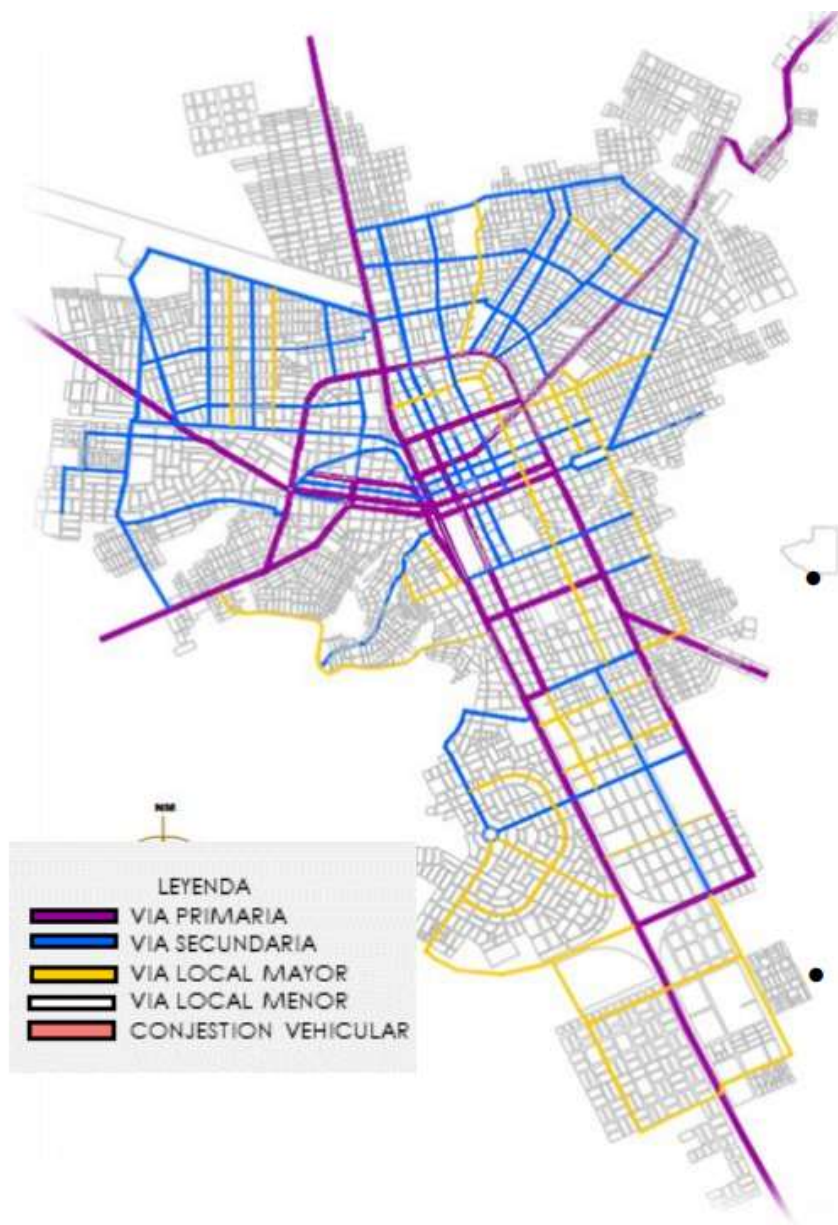 NM
LEYENDA
VIA PRIMARIA
VIA SECUNDARIA
VIA LOCAL MAYOR
VIA LOCAL MENOR
CONJESTION VEHICULAR